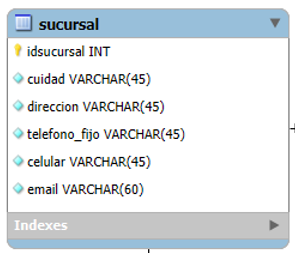 sucursal
idsucursal INT
cuidad VARCHAR(45)
direccion VARCHAR(45)
telefono_fijo VARCHAR(45)
celular VARCHAR(45)
email VARCHAR(60)
Indexes